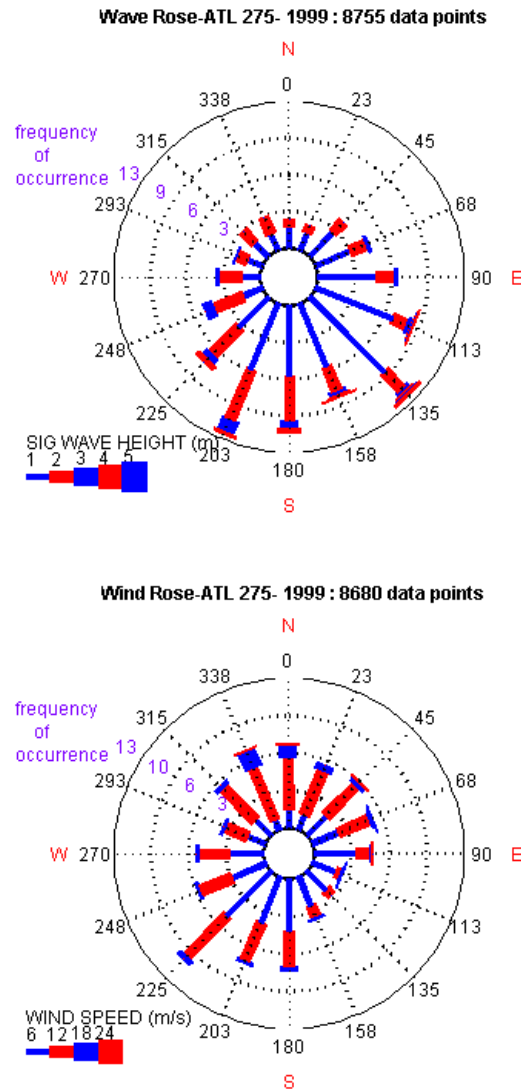 Wave Rose-ATL 275- 1999 : 8755 data points
N
0
338 23
frequency
of
occurrence
315 45
13
9
6
3
293 68
W 270 90 E
248 113
225 135
203 158
180
S
SIG WAVE HEIGHT (m)
1 2 3 4 5
Wind Rose-ATL 275- 1999 : 8680 data points
N
0
338 23
frequency
of
occurrence
315 45
13
10
6
3
293 68
W 270 90 E
248 113
225 135
203 158
180
S
WIND SPEED (m/s)
6 12 18 24